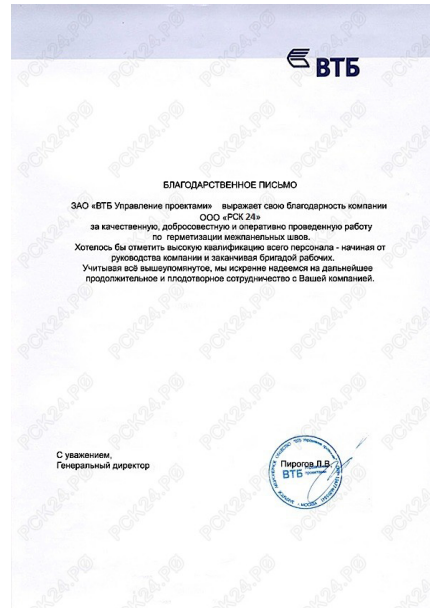 ВТБ
БЛАГОДАРСТВЕННОЕ ПИСЬМО
ЗАО «ВТБ Управление проектами» выражает свою благодарность компании
ООО «РСК 24»
за качественную, добросовестную и оперативно проведенную работу
по герметизации межпанельных швов.
Хотелось бы отметить высокую квалификацию всего персонала - начиная от
руководства компании и заканчивая бригадой рабочих.
Учитывая всё вышеупомянутое, мы искренне надеемся на дальнейшее
продолжительное и плодотворное сотрудничество с Вашей компанией.
С уважением,
Генеральный директор
Пирогов Л.В.
ВТБ
РСК24.РФ